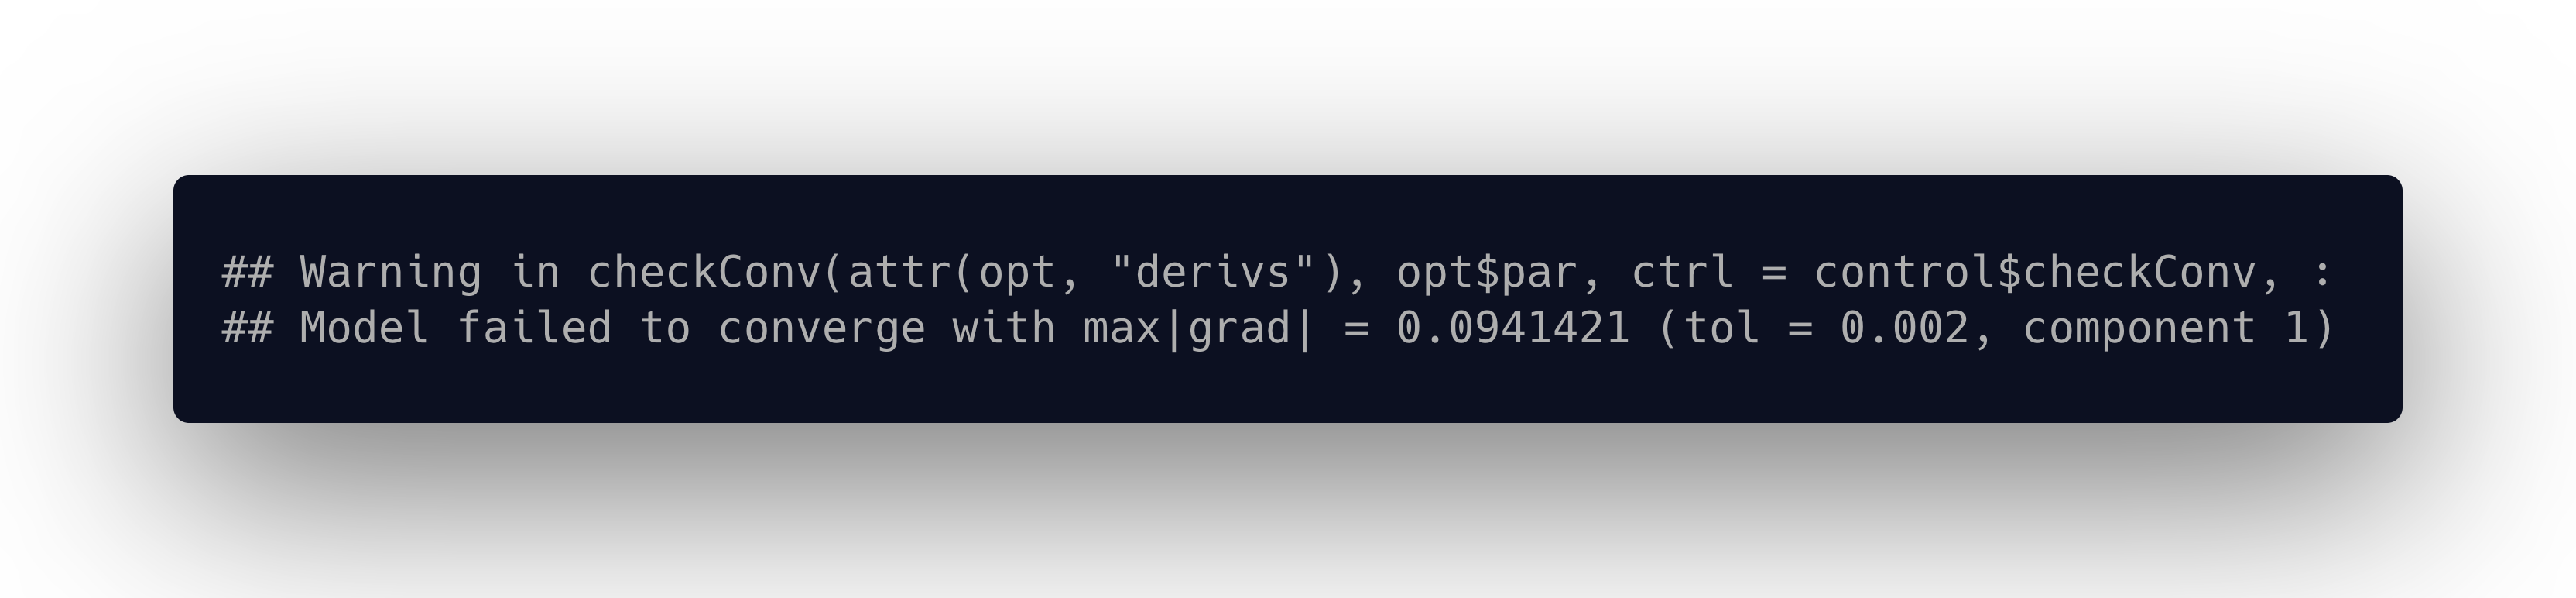 ## Warning in checkConv(attr(opt, "derivs"), opt$par, ctrl = control$checkConv, :
## Model failed to converge with max|grad| = 0.0941421 (tol = 0.002, component 1)